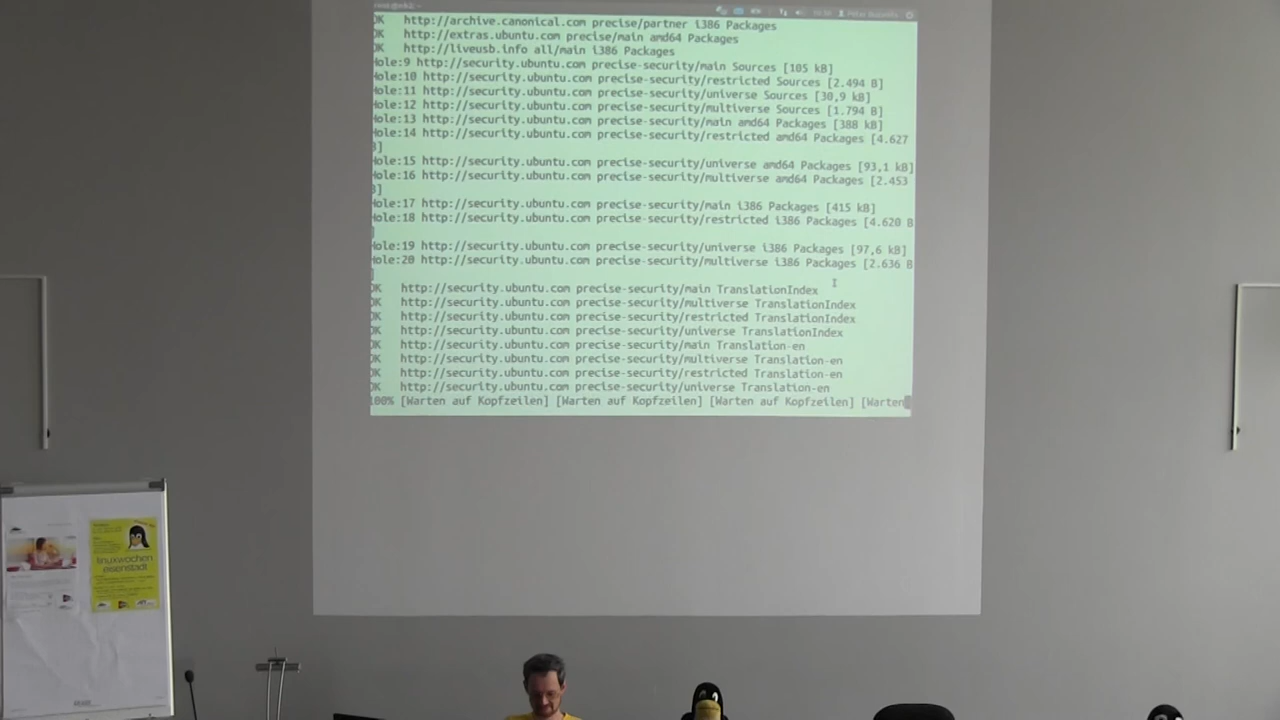 OK http://archive.canonical.com precise/partner i386 Packages
OK http://extras.ubuntu.com precise/main amd64 Packages
OK http://liveusb.info all/main i386 Packages
Hole:9 http://security.ubuntu.com precise-security/main Sources [105 kB]
Hole:10 http://security.ubuntu.com precise-security/restricted Sources [2.494 B]
Hole:11 http://security.ubuntu.com precise-security/universe Sources [30,9 kB]
Hole:12 http://security.ubuntu.com precise-security/multiverse Sources [1.794 B]
Hole:13 http://security.ubuntu.com precise-security/main amd64 Packages [388 kB]
Hole:14 http://security.ubuntu.com precise-security/restricted amd64 Packages [4.627
B]
Hole:15 http://security.ubuntu.com precise-security/universe amd64 Packages [93,1 kB]
Hole:16 http://security.ubuntu.com precise-security/multiverse amd64 Packages [2.453
B]
Hole:17 http://security.ubuntu.com precise-security/main i386 Packages [415 kB]
Hole:18 http://security.ubuntu.com precise-security/restricted i386 Packages [4.620 B
]
Hole:19 http://security.ubuntu.com precise-security/universe i386 Packages [97,6 kB]
Hole:20 http://security.ubuntu.com precise-security/multiverse i386 Packages [2.636 B
]
OK http://security.ubuntu.com precise-security/main TranslationIndex
OK http://security.ubuntu.com precise-security/multiverse TranslationIndex
OK http://security.ubuntu.com precise-security/restricted TranslationIndex
OK http://security.ubuntu.com precise-security/universe TranslationIndex
OK http://security.ubuntu.com precise-security/main Translation-en
OK http://security.ubuntu.com precise-security/multiverse Translation-en
OK http://security.ubuntu.com precise-security/restricted Translation-en
OK http://security.ubuntu.com precise-security/universe Translation-en
100% [Warten auf Kopfzeilen] [Warten auf Kopfzeilen] [Warten auf Kopfzeilen] [Warten
linuxwochen
eisenstadt